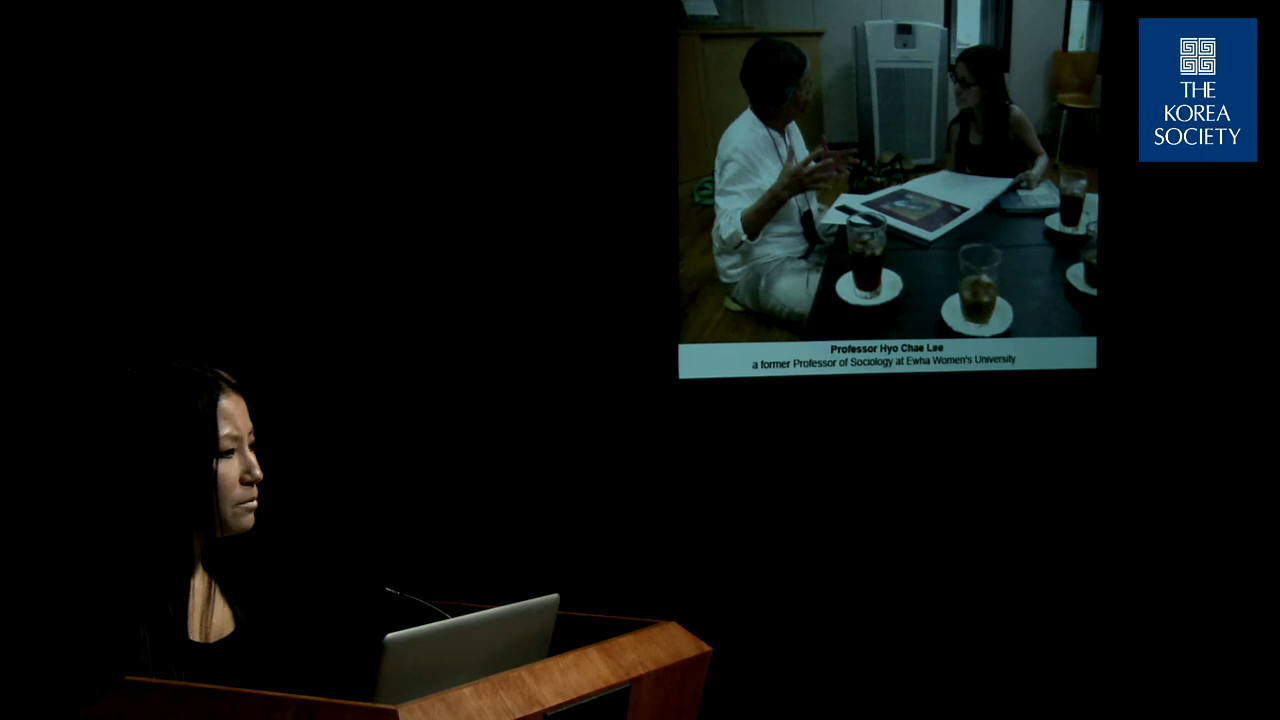 THE
KOREA
SOCIETY
Professor Hyo Chae Lee
a former Professor of Sociology at Ewha Women's University